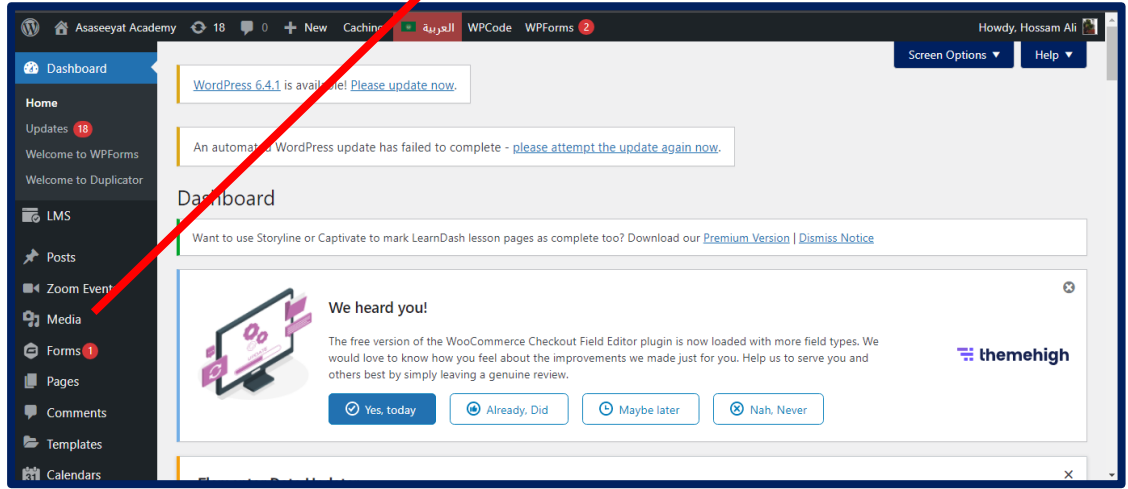 Asaseeyat Academy 18 0 New Caching العربية WPCode WPForms 2 Howdy, Hossam Ali
Screen Options ▼ Help ▼
Dashboard
Home
Updates 18
Welcome to WPForms
Welcome to Duplicator
LMS
Posts
Zoom Events
Media
Forms 1
Pages
Comments
Templates
Calendars
31
WordPress 6.4.1 is available! Please update now.
An automated WordPress update has failed to complete - please attempt the update again now.
Dashboard
Want to use Storyline or Captivate to mark LearnDash lesson pages as complete too? Download our Premium Version | Dismiss Notice
We heard you!
The free version of the WooCommerce Checkout Field Editor plugin is now loaded with more field types. We
would love to know how you feel about the improvements we made just for you. Help us to serve you and
others best by simply leaving a genuine review.
themehigh
Yes, today Already, Did Maybe later Nah, Never